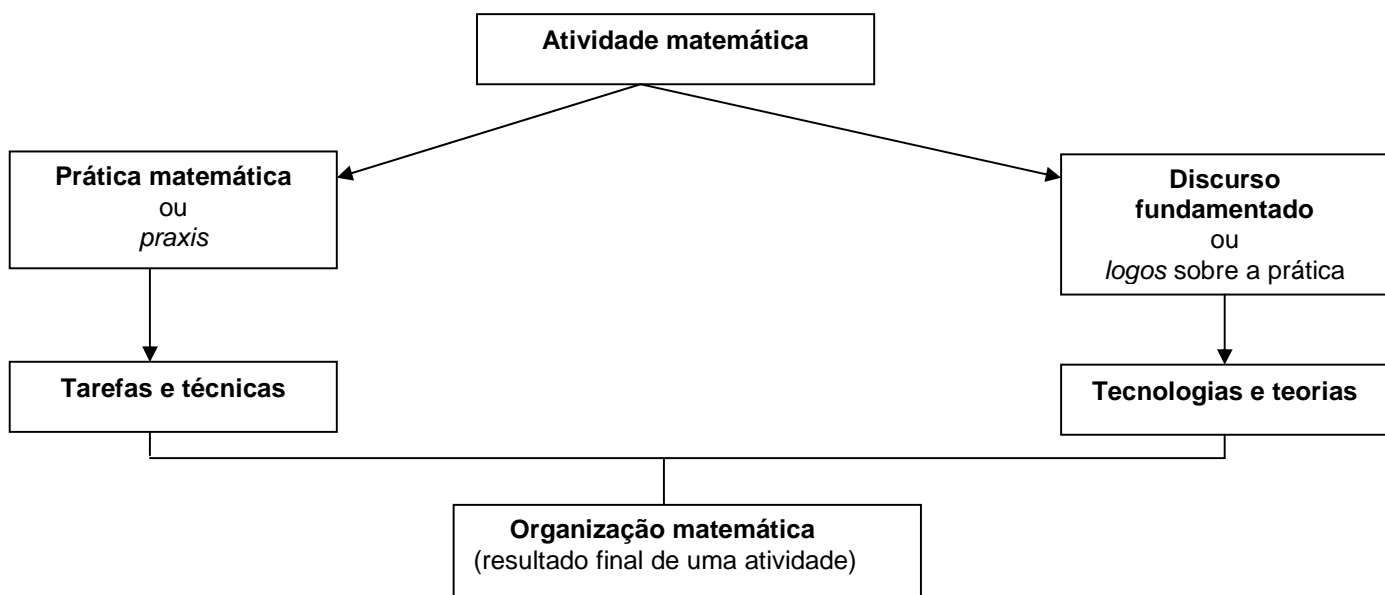 Atividade matemática
Prática matemática
ou
praxis
Discurso
fundamentado
ou
logos sobre a prática
Tarefas e técnicas
Tecnologias e teorias
Organização matemática
(resultado final de uma atividade)